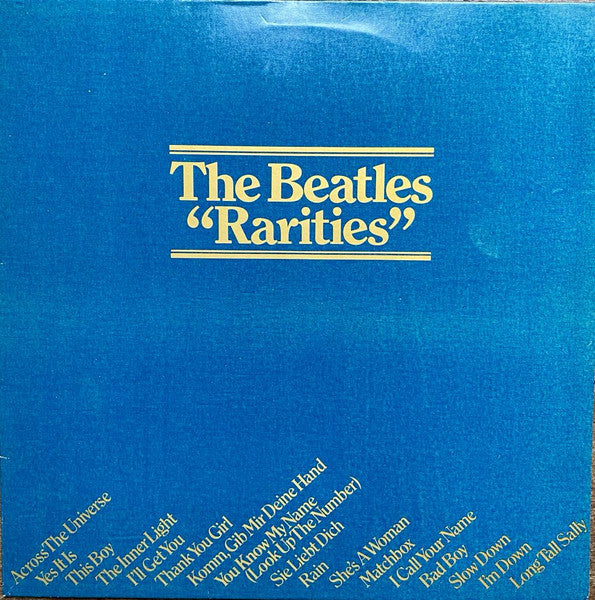 The Beatles
“Rarities”
Across The Universe
Yes It Is
This Boy
The Inner Light
I'll Get You
Thank You Girl
Komm, Gib Mir Deine Hand
You Know My Name
(Look Up The Number)
Sie Liebt Dich
Rain
She's A Woman
Matchbox
I Call Your Name
Bad Boy
Slow Down
I'm Down
Long Tall Sally